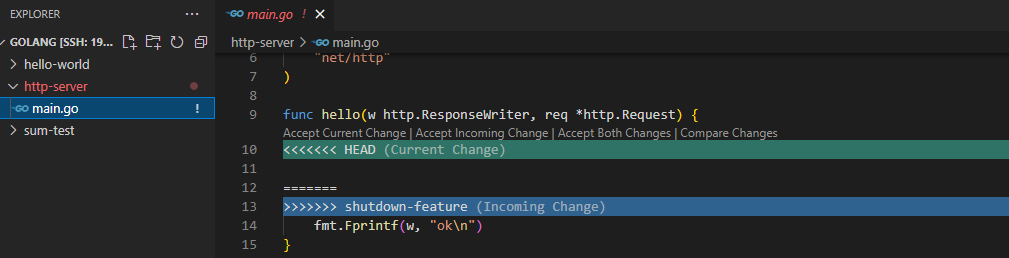 EXPLORER ...
GOLANG [SSH: 19...
hello-world
http-server
GO main.go !
sum-test
GO main.go ! ×
http-server > GO main.go
6 "net/http"
7 )
8
9 func hello(w http.ResponseWriter, req *http.Request) {
Accept Current Change | Accept Incoming Change | Accept Both Changes | Compare Changes
10 <<<<<<< HEAD (Current Change)
11
12 =======
13 >>>>>>> shutdown-feature (Incoming Change)
14 fmt.Fprintf(w, "ok\n")
15 }